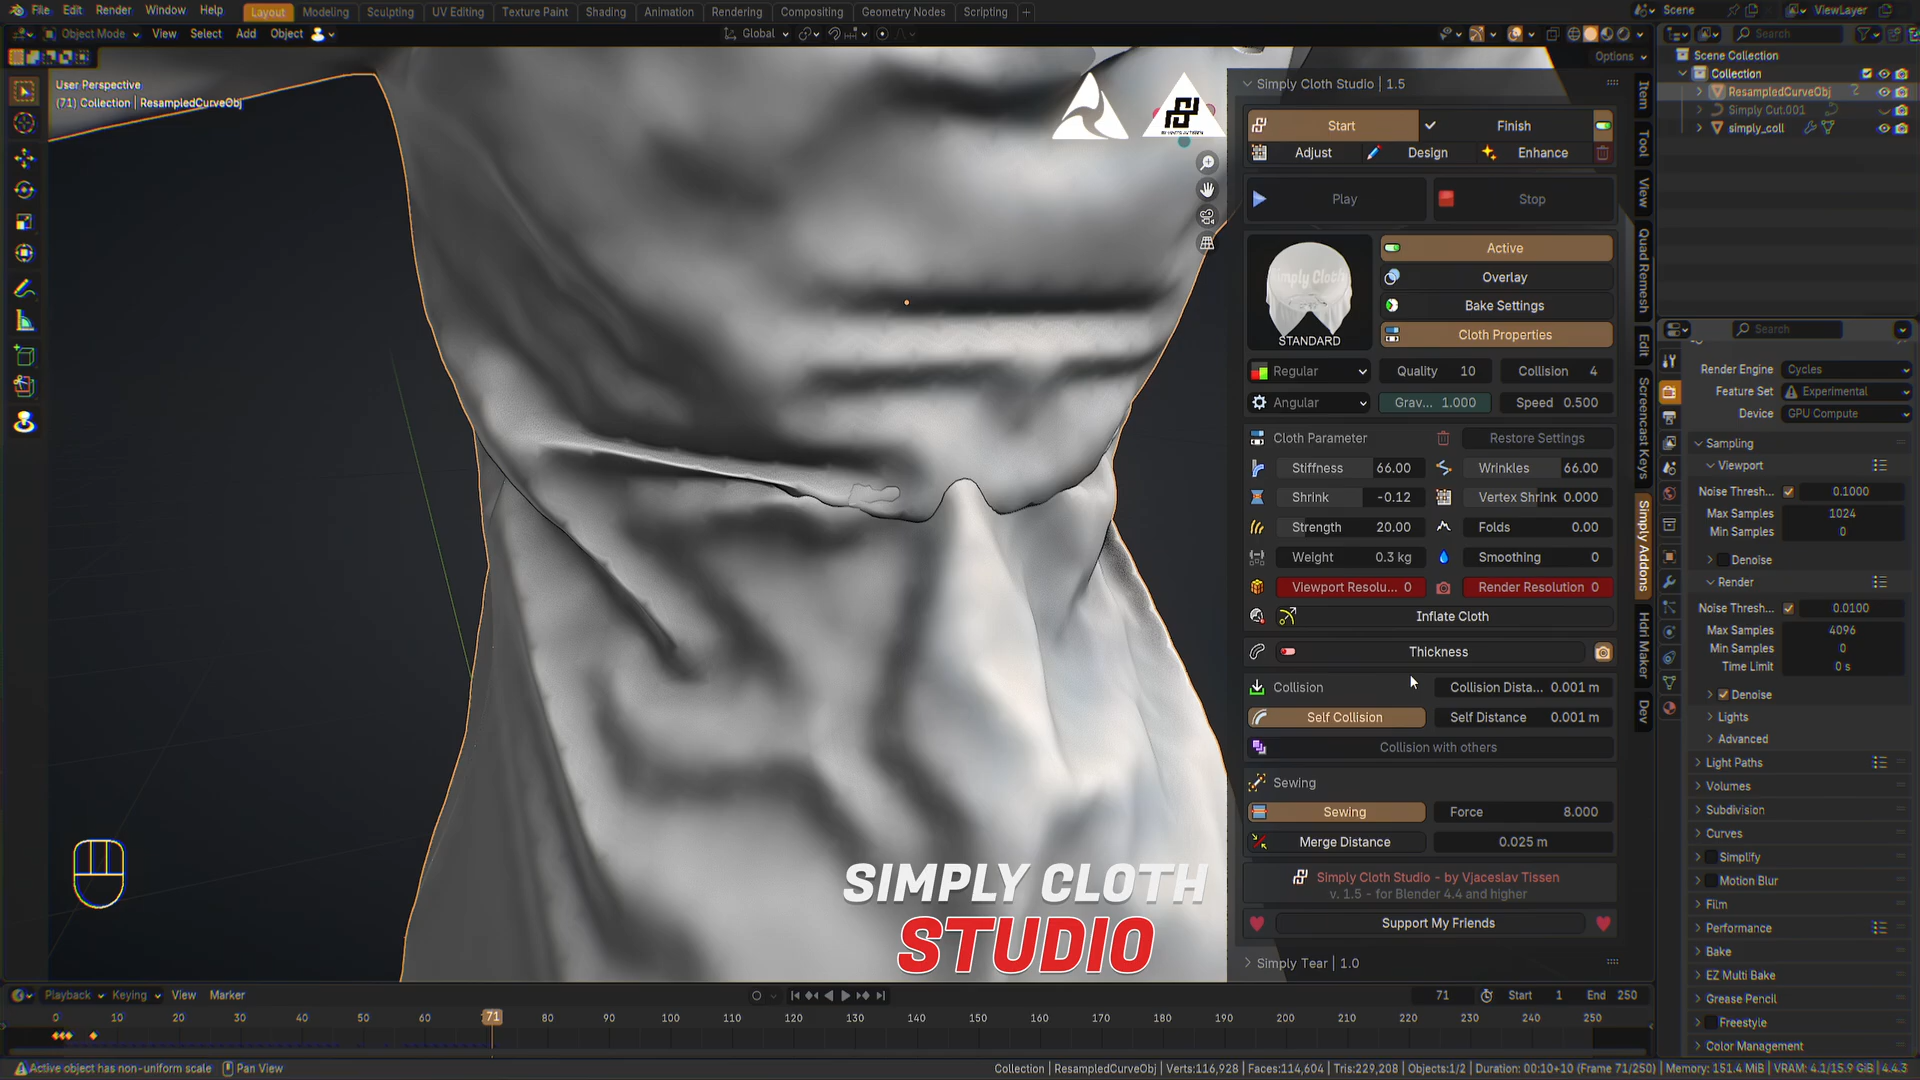 File Edit Render Window Help Layout Modeling Sculpting UV Editing Texture Paint Shading Animation Rendering Compositing Geometry Nodes Scripting + Scene ViewLayer
Object Mode View Select Add Object Global Search
Options
User Perspective
(71) Collection | ResampledCurveObj
Scene Collection
Collection
ResampledCurveObj
Simply Cut.001
simply_coll
Simply Cloth Studio | 1.5
Start Finish
Adjust Design Enhance
Play Stop
Simply Cloth
STANDARD
Active
Overlay
Bake Settings
Cloth Properties
Regular Quality 10 Collision 4
Angular Grav... 1.000 Speed 0.500
Cloth Parameter Restore Settings
Stiffness 66.00 Wrinkles 66.00
Shrink -0.12 Vertex Shrink 0.000
Strength 20.00 Folds 0.00
Weight 0.3 kg Smoothing 0
Viewport Resolu... 0 Render Resolution 0
Inflate Cloth
Thickness
Collision Collision Dista... 0.001 m
Self Collision Self Distance 0.001 m
Collision with others
Sewing
Sewing Force 8.000
Merge Distance 0.025 m
Simply Cloth Studio - by Vjaceslav Tissen
v. 1.5 - for Blender 4.4 and higher
Support My Friends
Simply Tear | 1.0
Item
Tool
View
Quad Remesh
Edit
Screencast Keys
Simply Addons
Hdri Maker
Dev
Search
Render Engine Cycles
Feature Set Experimental
Device GPU Compute
Sampling
Viewport
Noise Thresh... 0.1000
Max Samples 1024
Min Samples 0
Denoise
Render
Noise Thresh... 0.0100
Max Samples 4096
Min Samples 0
Time Limit 0 s
Denoise
Lights
Advanced
Light Paths
Volumes
Subdivision
Curves
Simplify
Motion Blur
Film
Performance
Bake
EZ Multi Bake
Grease Pencil
Freestyle
Color Management
SIMPLY CLOTH
STUDIO
Playback Keying View Marker 71 Start 1 End 250
0 10 20 30 40 50 60 71 80 90 100 110 120 130 140 150 160 170 180 190 200 210 220 230 240 250
Active object has non-uniform scale Pan View Collection | ResampledCurveObj | Verts:116,928 | Faces:114,604 | Tris:229,208 | Objects:1/2 | Duration: 00:10+10 (Frame 71/250) | Memory: 151.4 MiB | VRAM: 4.1/15.9 GiB | 4.4.3